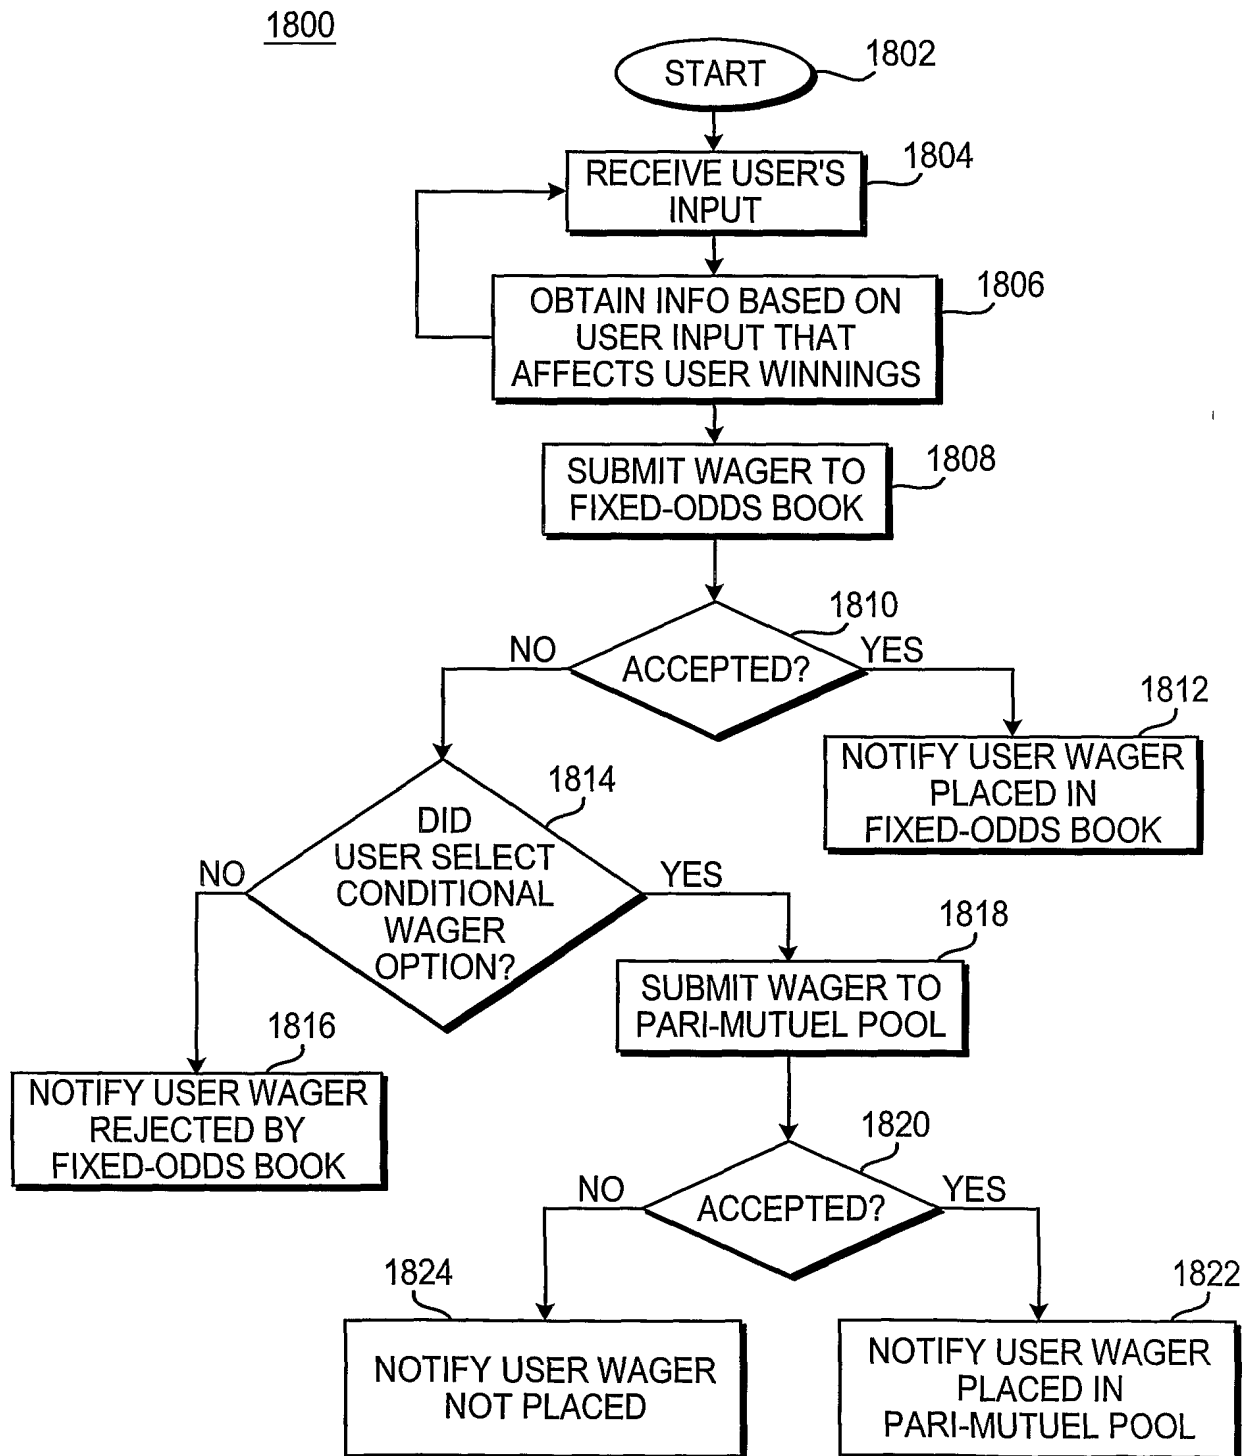 1800
START
1802
RECEIVE USER'S
INPUT
1804
OBTAIN INFO BASED ON
USER INPUT THAT
AFFECTS USER WINNINGS
1806
SUBMIT WAGER TO
FIXED-ODDS BOOK
1808
ACCEPTED?
1810
NO
YES
1812
NOTIFY USER WAGER
PLACED IN
FIXED-ODDS BOOK
1814
DID
USER SELECT
CONDITIONAL
WAGER
OPTION?
NO
YES
1816
NOTIFY USER WAGER
REJECTED BY
FIXED-ODDS BOOK
1818
SUBMIT WAGER TO
PARI-MUTUEL POOL
1820
ACCEPTED?
NO
YES
1824
NOTIFY USER WAGER
NOT PLACED
1822
NOTIFY USER WAGER
PLACED IN
PARI-MUTUEL POOL